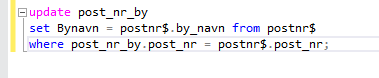 update post_nr_by
set Bynavn = postnr$.by_navn from postnr$
where post_nr_by.post_nr = postnr$.post_nr;